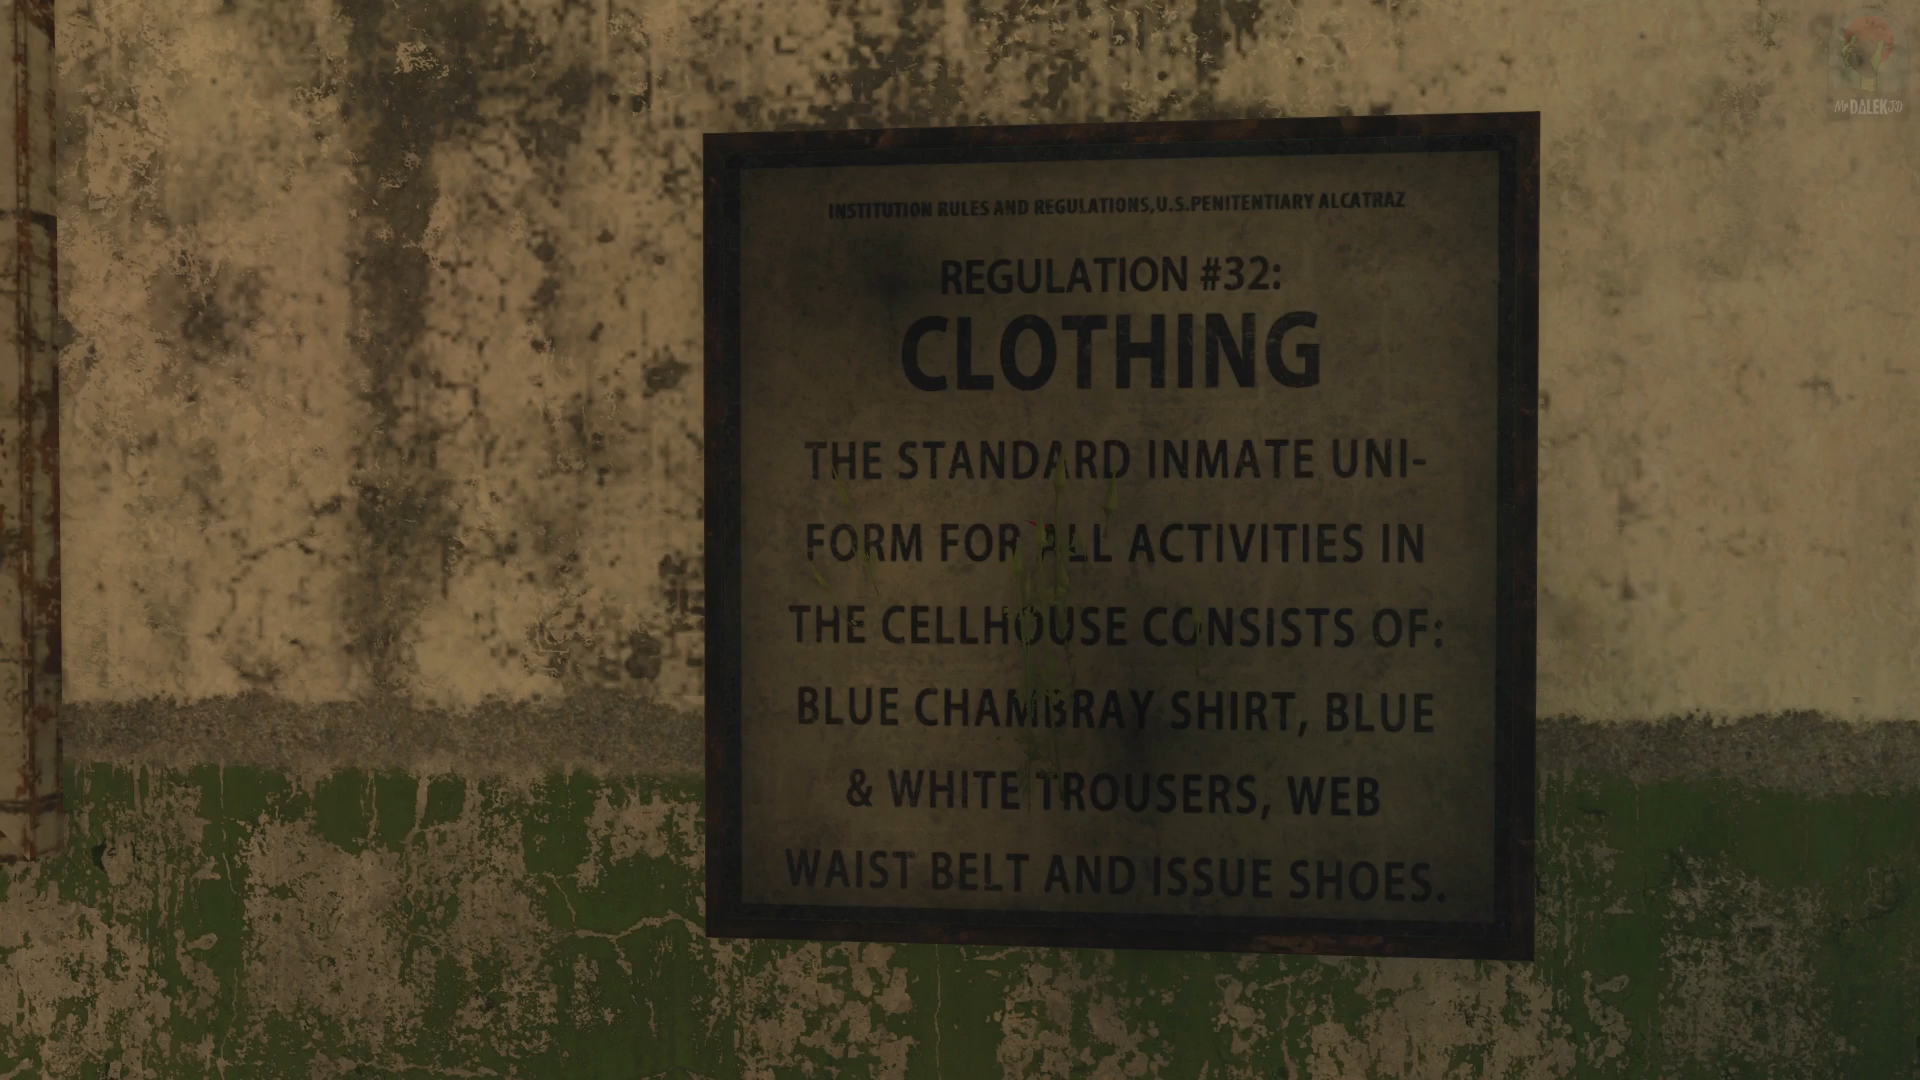 MrDALEKJD
INSTITUTION RULES AND REGULATIONS,U.S.PENITENTIARY ALCATRAZ
REGULATION #32:
CLOTHING
THE STANDARD INMATE UNI-
FORM FOR ALL ACTIVITIES IN
THE CELLHOUSE CONSISTS OF:
BLUE CHAMBRAY SHIRT, BLUE
& WHITE TROUSERS, WEB
WAIST BELT AND ISSUE SHOES.